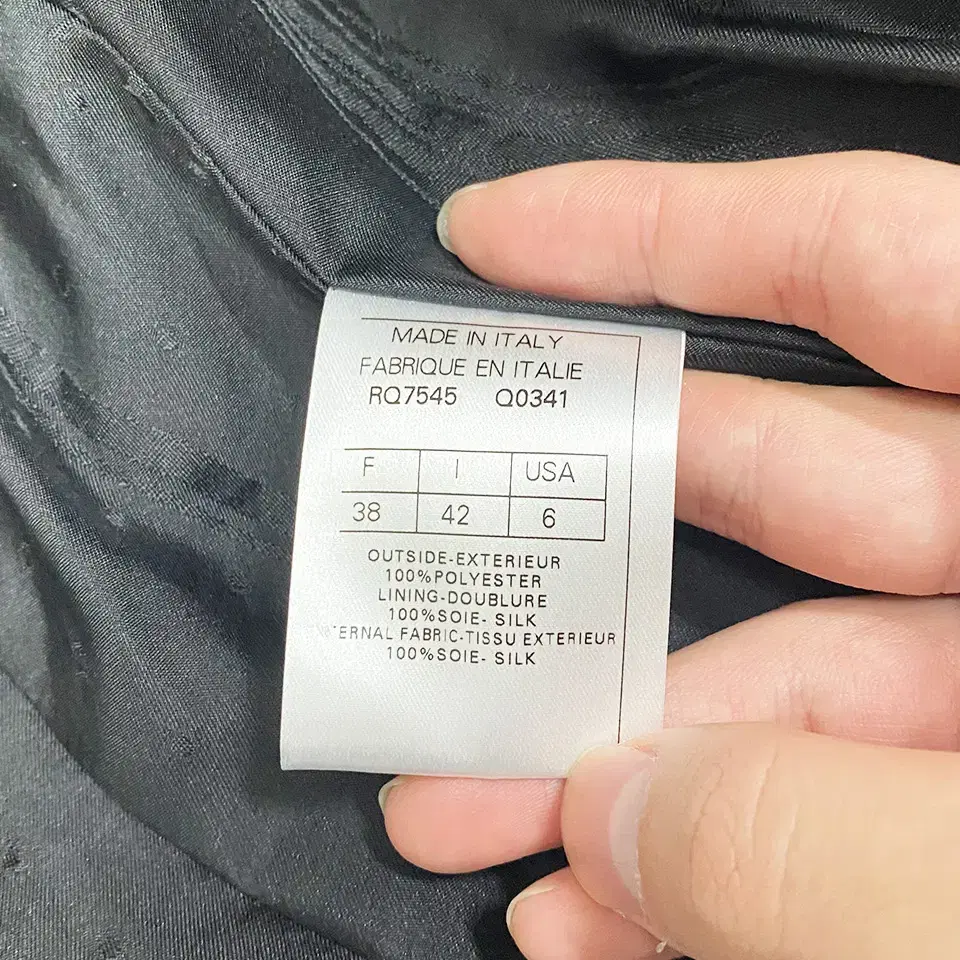 MADE IN ITALY
FABRIQUE EN ITALIE
RQ7545 Q0341
F I USA
38 42 6
OUTSIDE-EXTERIEUR
100%POLYESTER
LINING-DOUBLURE
100%SOIE- SILK
FABRIC-TISSU EXTERIEUR
100%SOIE- SILK